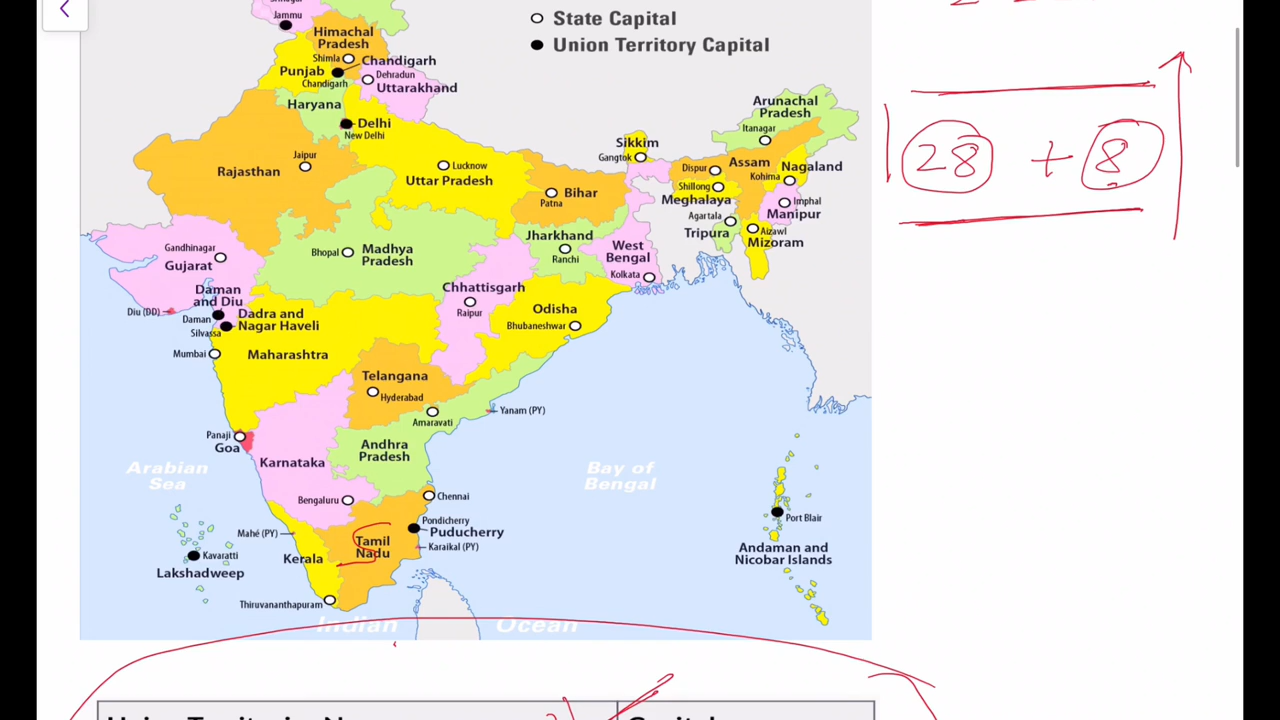 Jammu
State Capital
Union Territory Capital
Himachal
Pradesh
Shimla
Chandigarh
Punjab
Chandigarh
Dehradun
Uttarakhand
Haryana
Delhi
New Delhi
Arunachal
Pradesh
Itanagar
Sikkim
Gangtok
28 + 8
Jaipur
Rajasthan
Lucknow
Uttar Pradesh
Bihar
Patna
Dispur
Assam
Nagaland
Kohima
Shillong
Meghalaya
Imphal
Manipur
Agartala
Tripura
Aizawl
Mizoram
Gandhinagar
Gujarat
Bhopal
Madhya
Pradesh
Jharkhand
Ranchi
West
Bengal
Kolkata
Daman
and Diu
Diu (DD)
Daman
Silvassa
Dadra and
Nagar Haveli
Chhattisgarh
Raipur
Odisha
Bhubaneshwar
Mumbai
Maharashtra
Telangana
Hyderabad
Amaravati
Yanam (PY)
Panaji
Goa
Karnataka
Andhra
Pradesh
Arabian
Sea
Bay of
Bengal
Bengaluru
Chennai
Pondicherry
Puducherry
Karaikal (PY)
Mahé (PY)
Tamil
Nadu
Kerala
Kavaratti
Lakshadweep
Port Blair
Andaman and
Nicobar Islands
Thiruvananthapuram
Indian Ocean